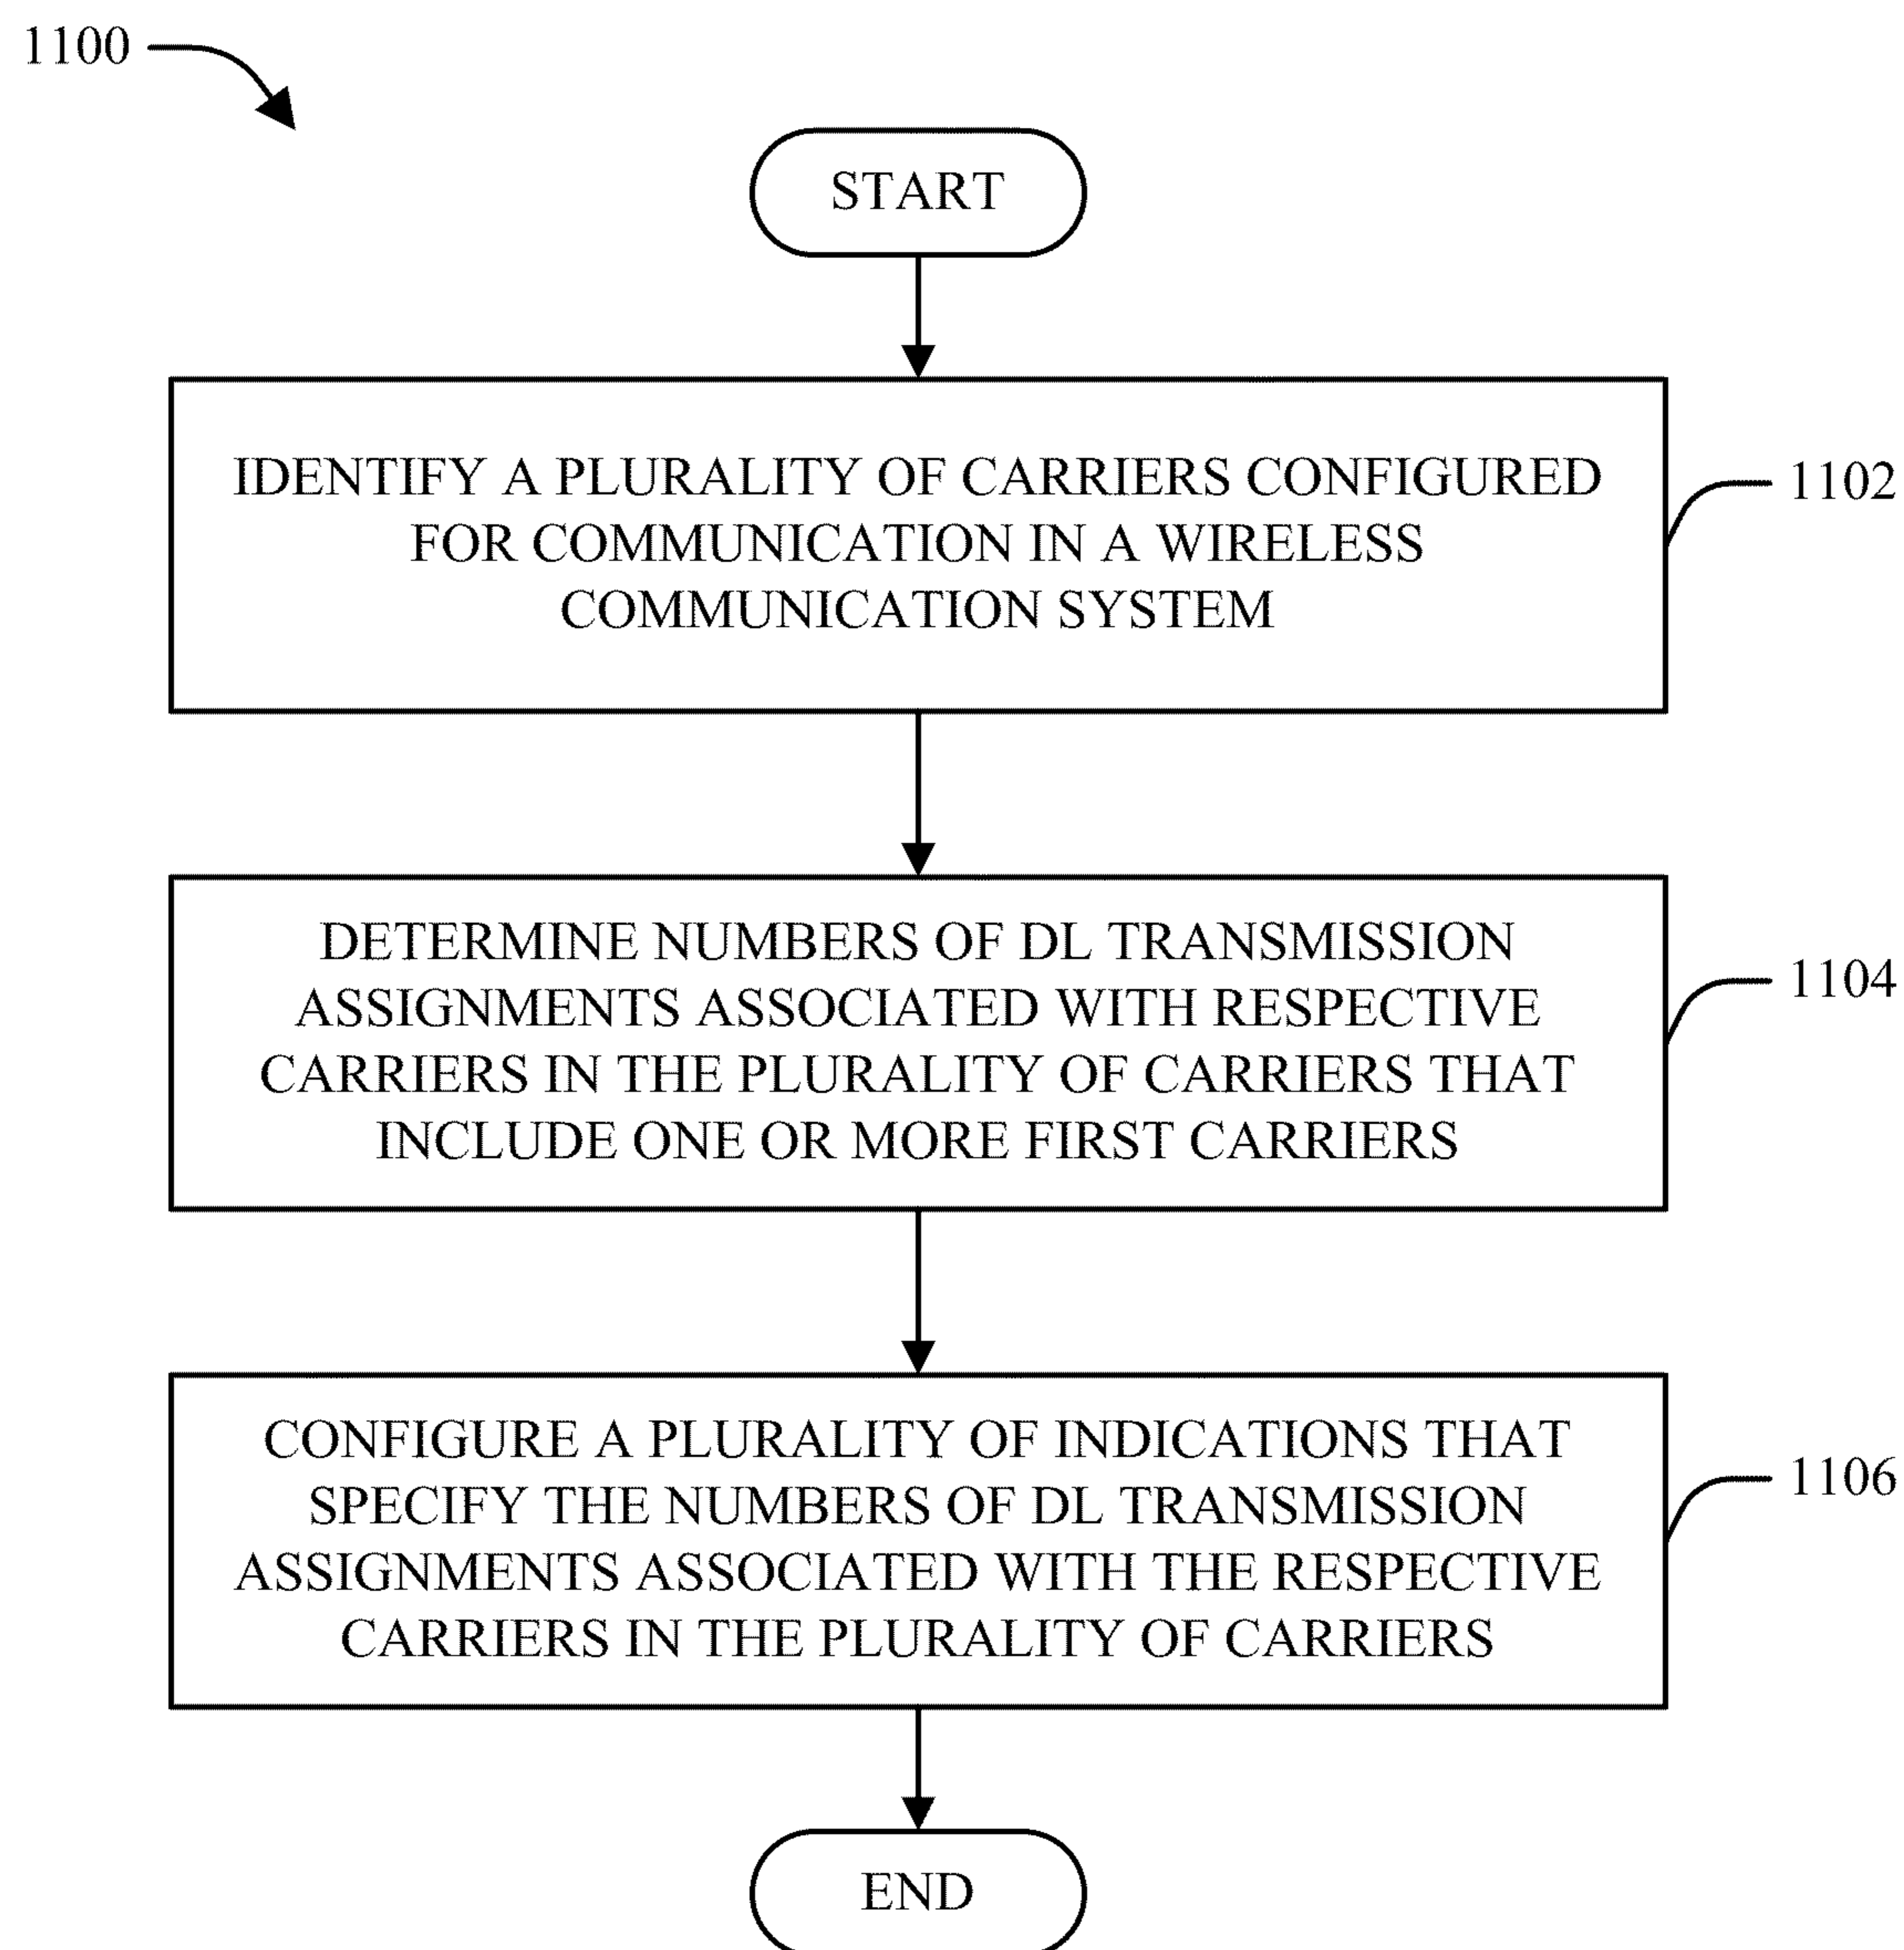 1100
START
IDENTIFY A PLURALITY OF CARRIERS CONFIGURED
FOR COMMUNICATION IN A WIRELESS
COMMUNICATION SYSTEM
1102
DETERMINE NUMBERS OF DL TRANSMISSION
ASSIGNMENTS ASSOCIATED WITH RESPECTIVE
CARRIERS IN THE PLURALITY OF CARRIERS THAT
INCLUDE ONE OR MORE FIRST CARRIERS
1104
CONFIGURE A PLURALITY OF INDICATIONS THAT
SPECIFY THE NUMBERS OF DL TRANSMISSION
ASSIGNMENTS ASSOCIATED WITH THE RESPECTIVE
CARRIERS IN THE PLURALITY OF CARRIERS
1106
END